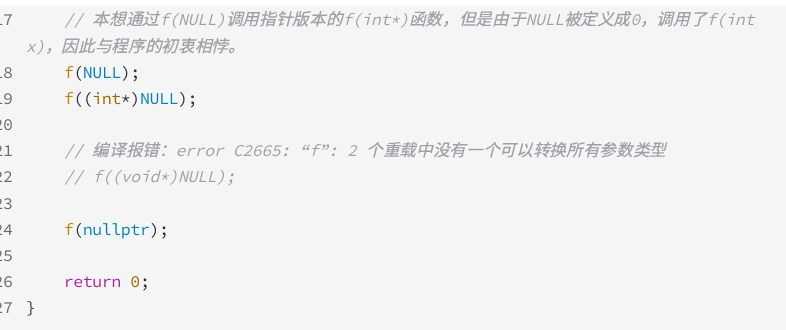 17 // 本想通过f(NULL)调用指针版本的f(int*)函数，但是由于NULL被定义成0，调用了f(int
x)，因此与程序的初衷相悖。
18 f(NULL);
19 f((int*)NULL);
20
21 // 编译报错：error C2665: “f”: 2 个重载中没有一个可以转换所有参数类型
22 // f((void*)NULL);
23
24 f(nullptr);
25
26 return 0;
27 }